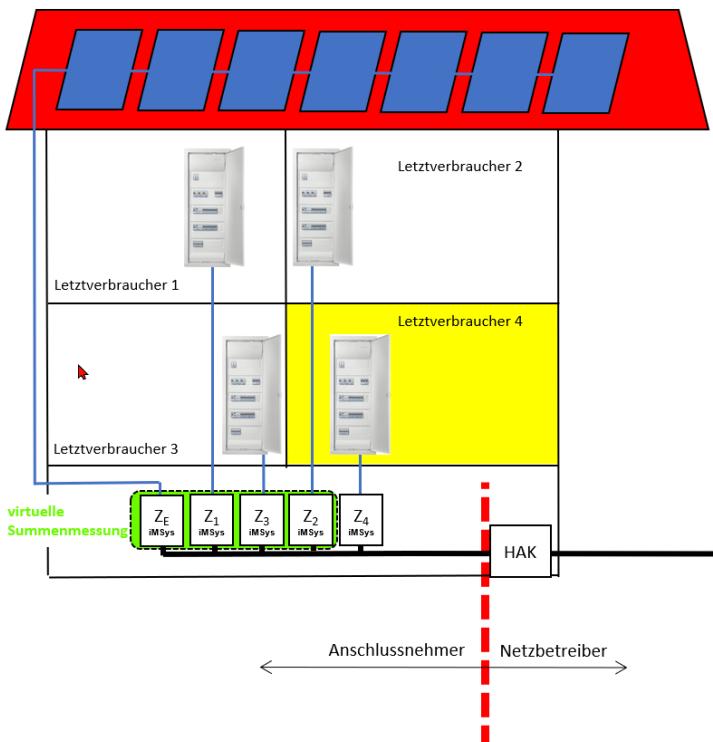 Letztverbraucher 2
Letztverbraucher 1
Letztverbraucher 4
Letztverbraucher 3
virtuelle
Summenmessung
ZE
iMSys
Z1
iMSys
Z3
iMSys
Z2
iMSys
Z4
iMSys
HAK
Anschlussnehmer
Netzbetreiber